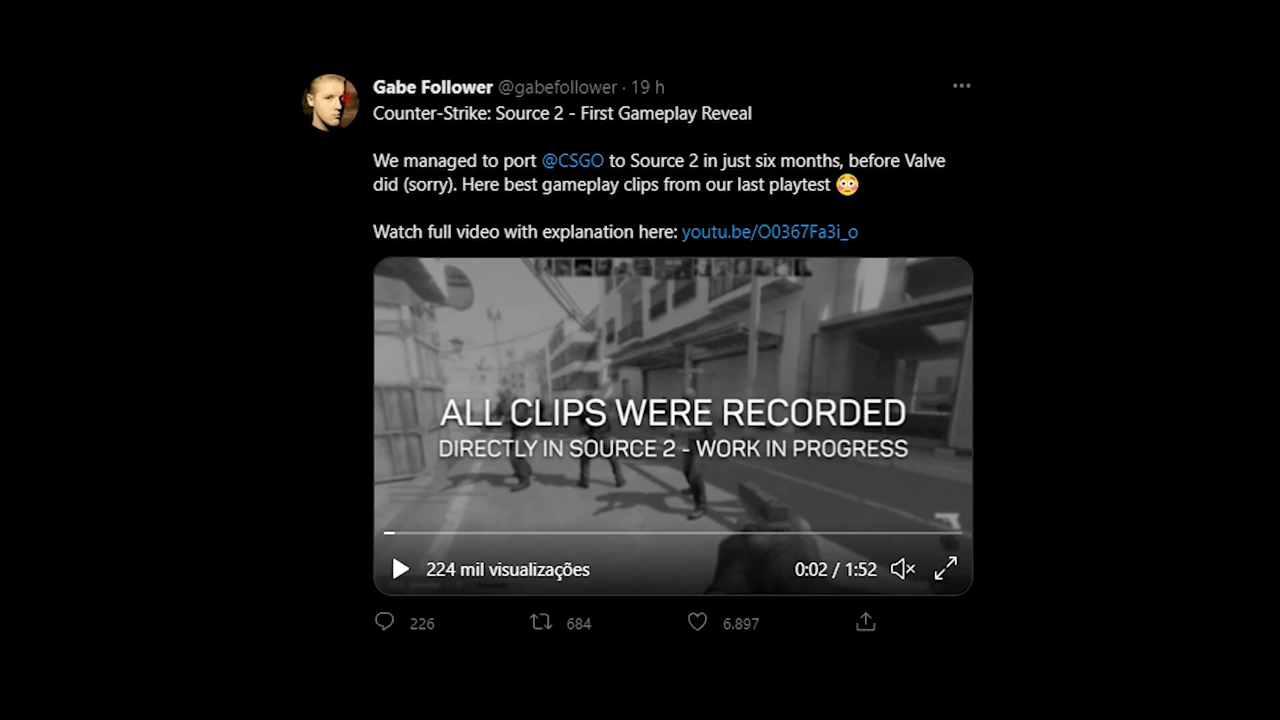 Gabe Follower @gabefollower · 19 h
Counter-Strike: Source 2 - First Gameplay Reveal
We managed to port @CSGO to Source 2 in just six months, before Valve
did (sorry). Here best gameplay clips from our last playtest 😳
Watch full video with explanation here: youtu.be/O0367Fa3i_o
ALL CLIPS WERE RECORDED
DIRECTLY IN SOURCE 2 - WORK IN PROGRESS
224 mil visualizações 0:02 / 1:52
226 684 6.897